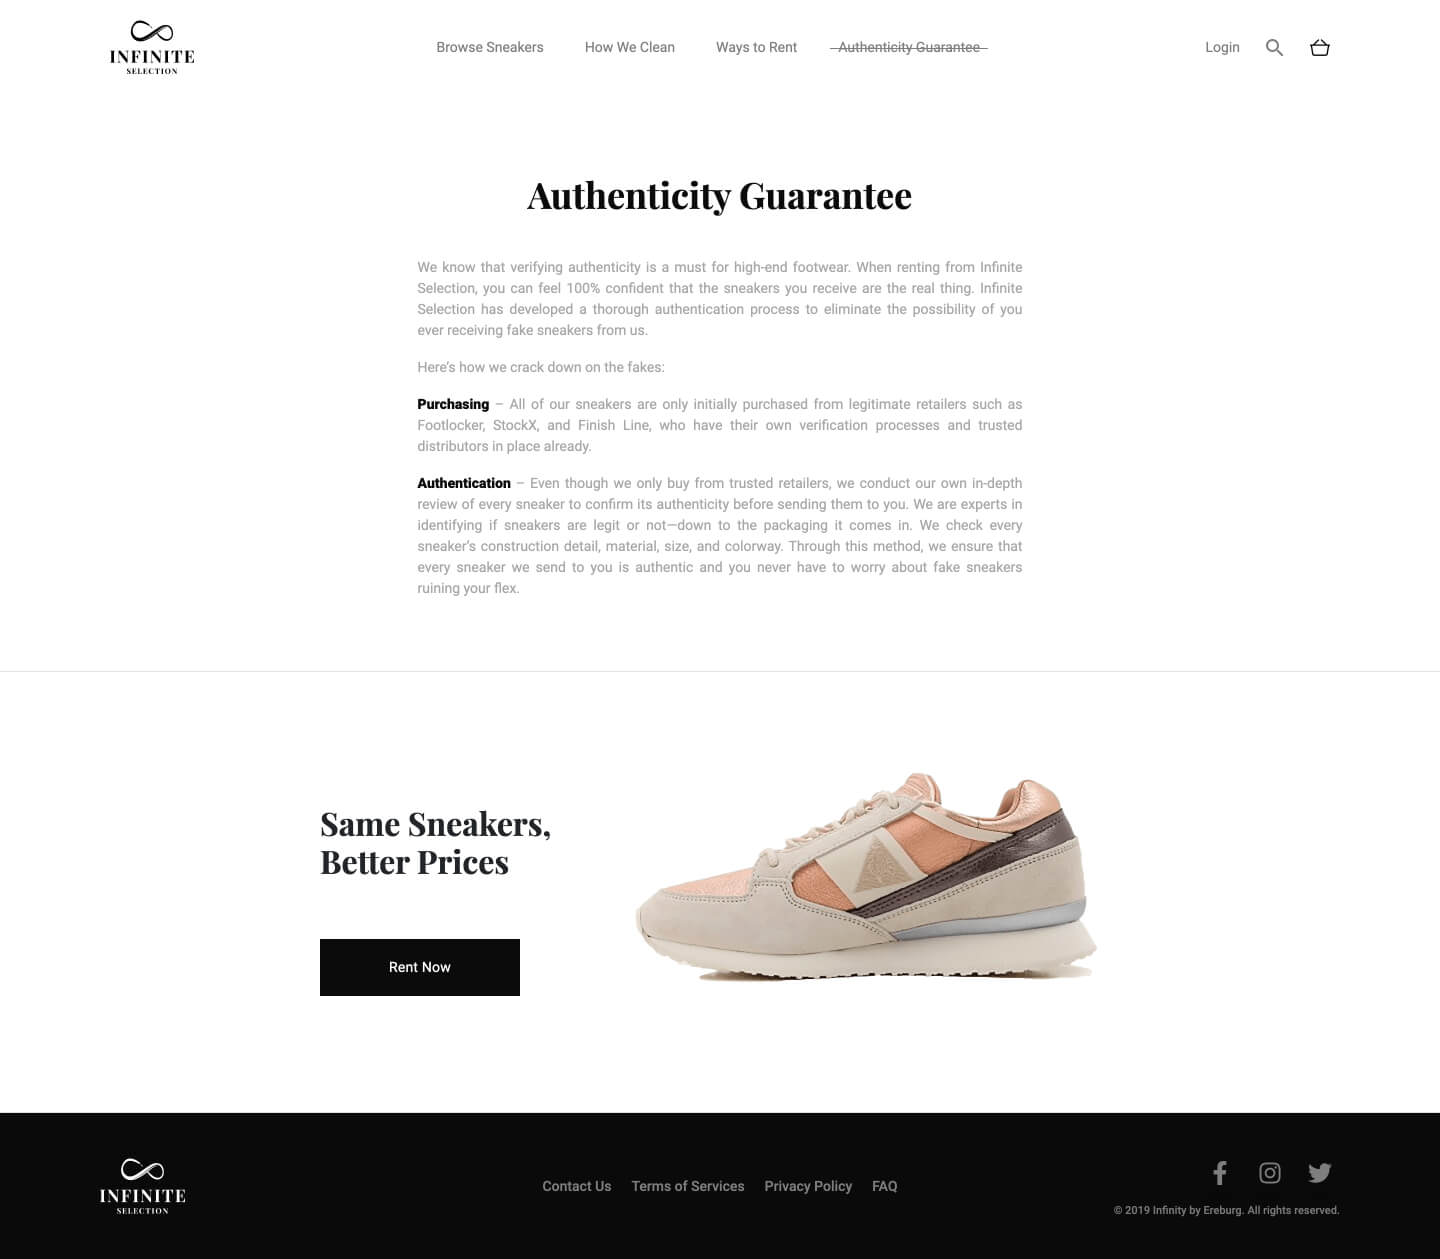 INFINITE
SELECTION
Browse Sneakers
How We Clean
Ways to Rent
Authenticity Guarantee
Login
Authenticity Guarantee
We know that verifying authenticity is a must for high-end footwear. When renting from Infinite
Selection, you can feel 100% confident that the sneakers you receive are the real thing. Infinite
Selection has developed a thorough authentication process to eliminate the possibility of you
ever receiving fake sneakers from us.
Here’s how we crack down on the fakes:
Purchasing – All of our sneakers are only initially purchased from legitimate retailers such as
Footlocker, StockX, and Finish Line, who have their own verification processes and trusted
distributors in place already.
Authentication – Even though we only buy from trusted retailers, we conduct our own in-depth
review of every sneaker to confirm its authenticity before sending them to you. We are experts in
identifying if sneakers are legit or not—down to the packaging it comes in. We check every
sneaker’s construction detail, material, size, and colorway. Through this method, we ensure that
every sneaker we send to you is authentic and you never have to worry about fake sneakers
ruining your flex.
Same Sneakers,
Better Prices
Rent Now
INFINITE
SELECTION
Contact Us
Terms of Services
Privacy Policy
FAQ
© 2019 Infinity by Ereburg. All rights reserved.